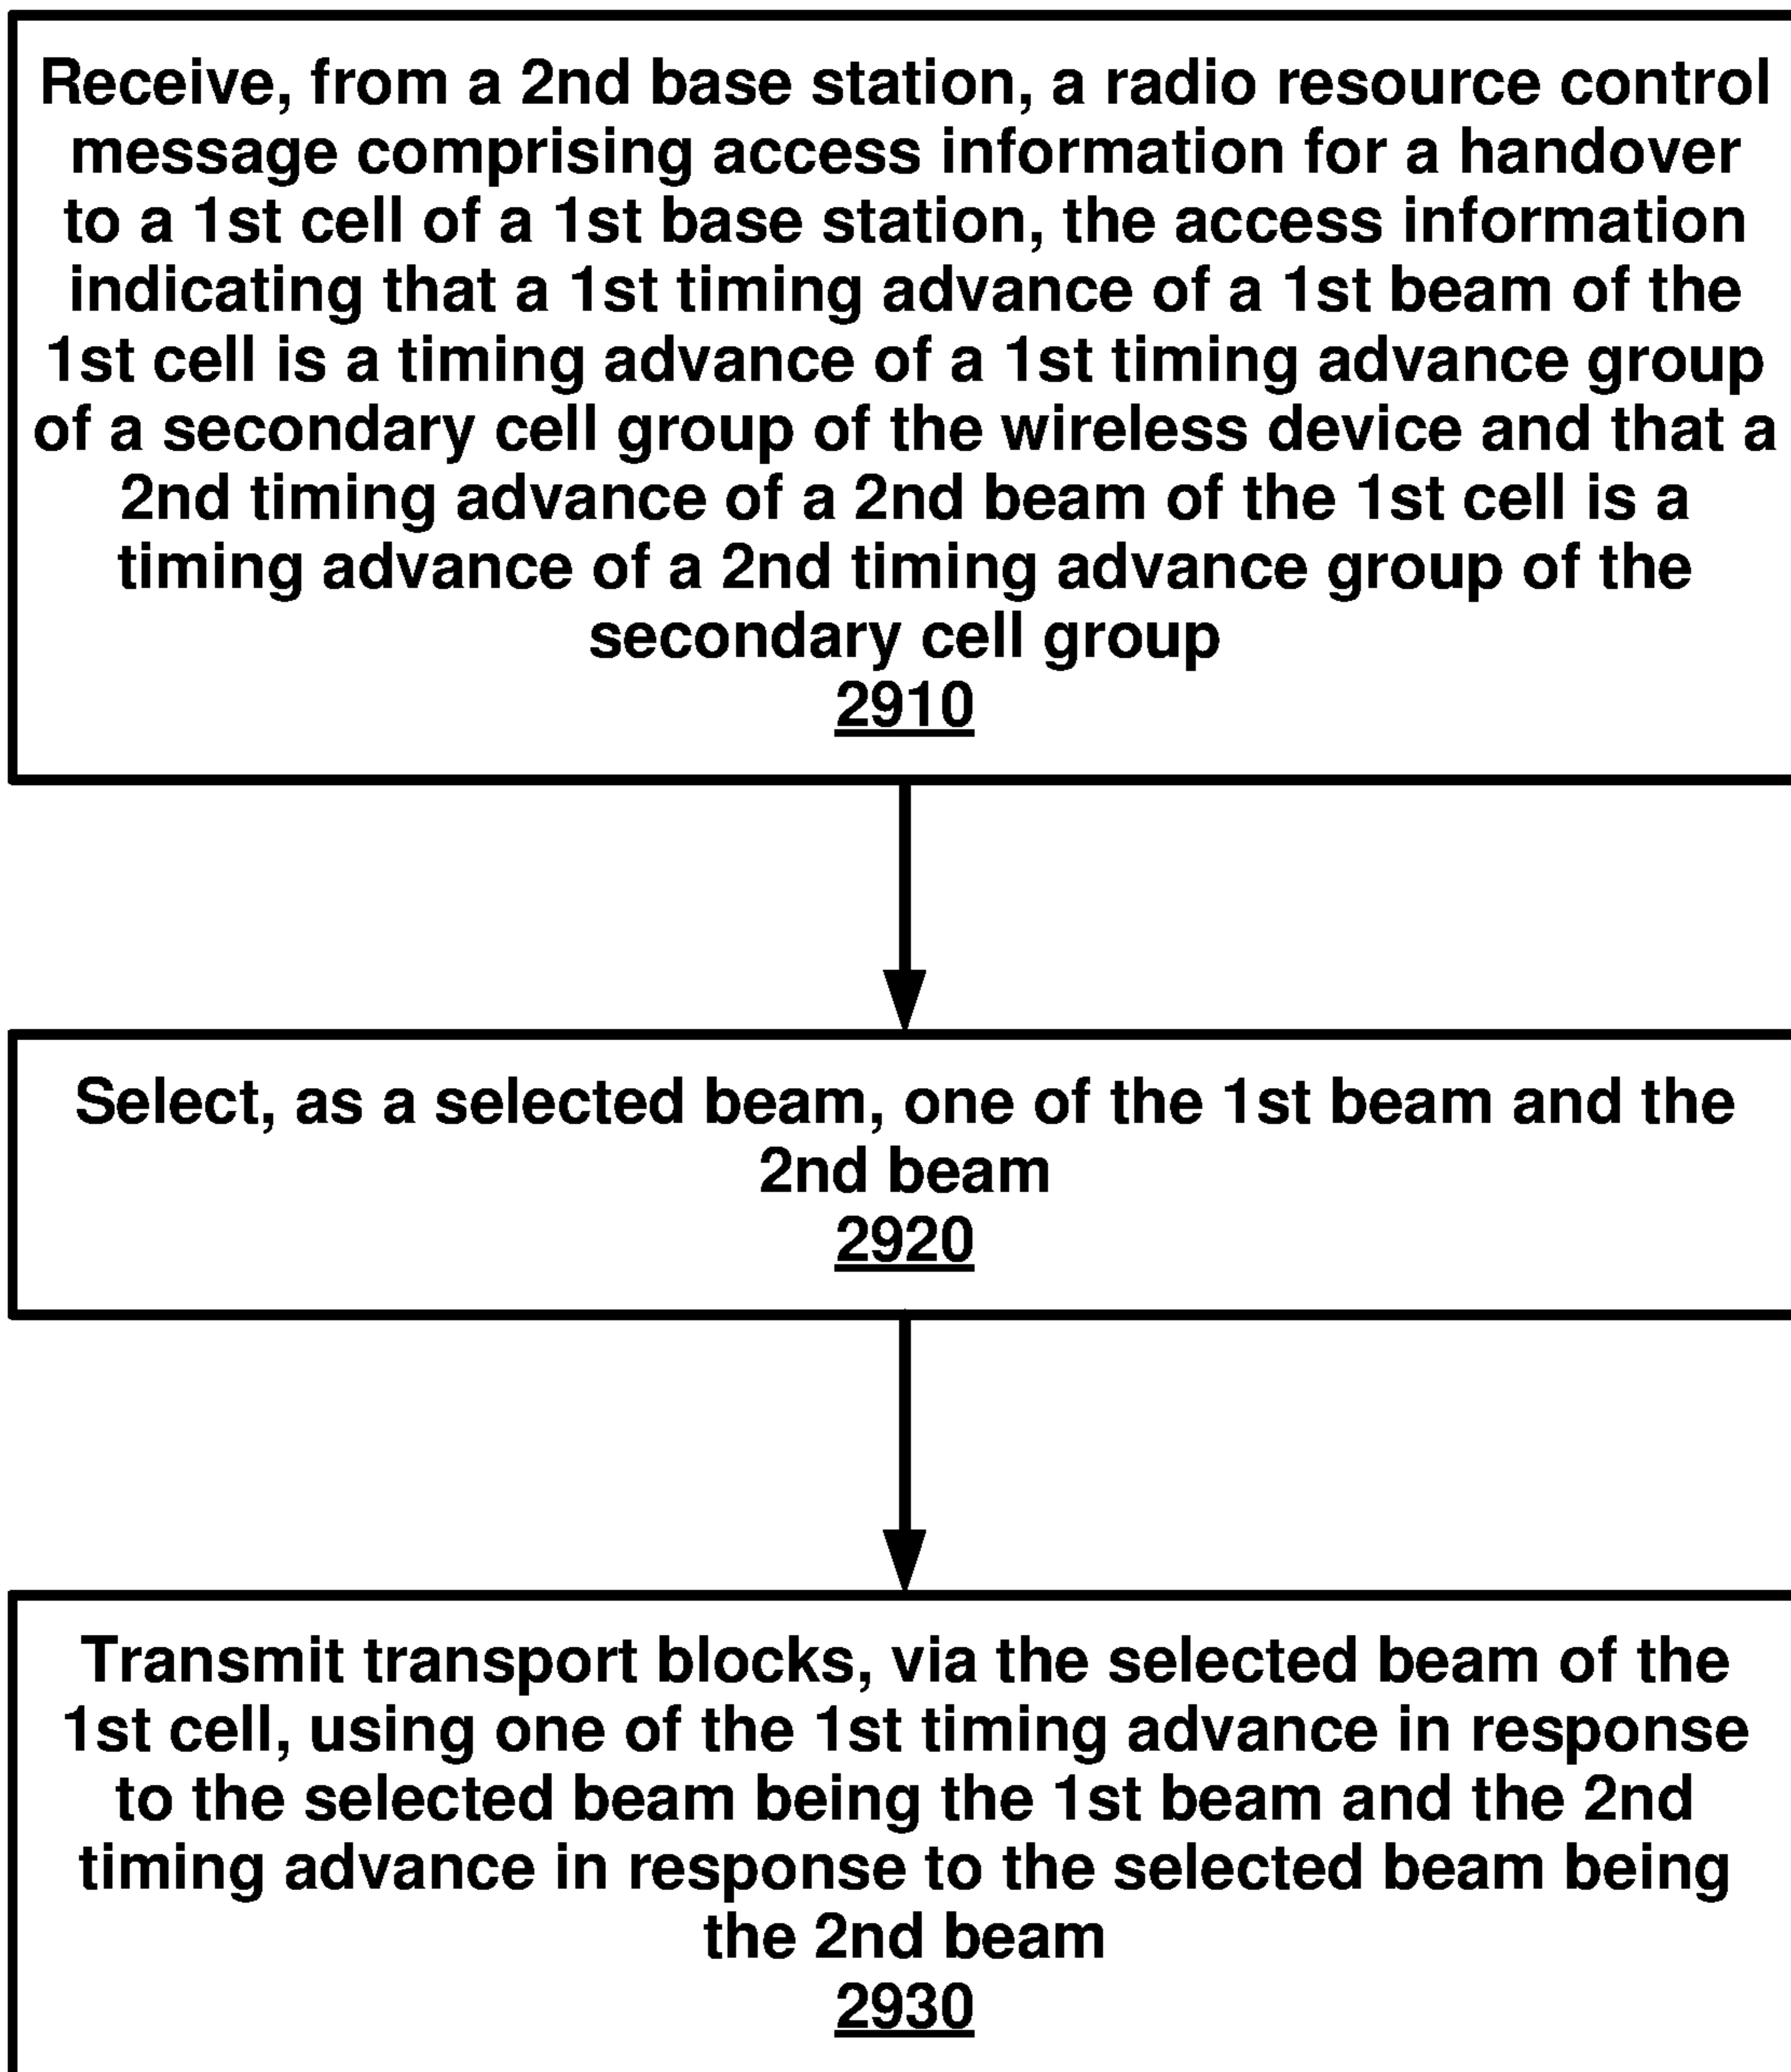 Receive, from a 2nd base station, a radio resource control
message comprising access information for a handover
to a 1st cell of a 1st base station, the access information
indicating that a 1st timing advance of a 1st beam of the
1st cell is a timing advance of a 1st timing advance group
of a secondary cell group of the wireless device and that a
2nd timing advance of a 2nd beam of the 1st cell is a
timing advance of a 2nd timing advance group of the
secondary cell group
2910
Select, as a selected beam, one of the 1st beam and the
2nd beam
2920
Transmit transport blocks, via the selected beam of the
1st cell, using one of the 1st timing advance in response
to the selected beam being the 1st beam and the 2nd
timing advance in response to the selected beam being
the 2nd beam
2930